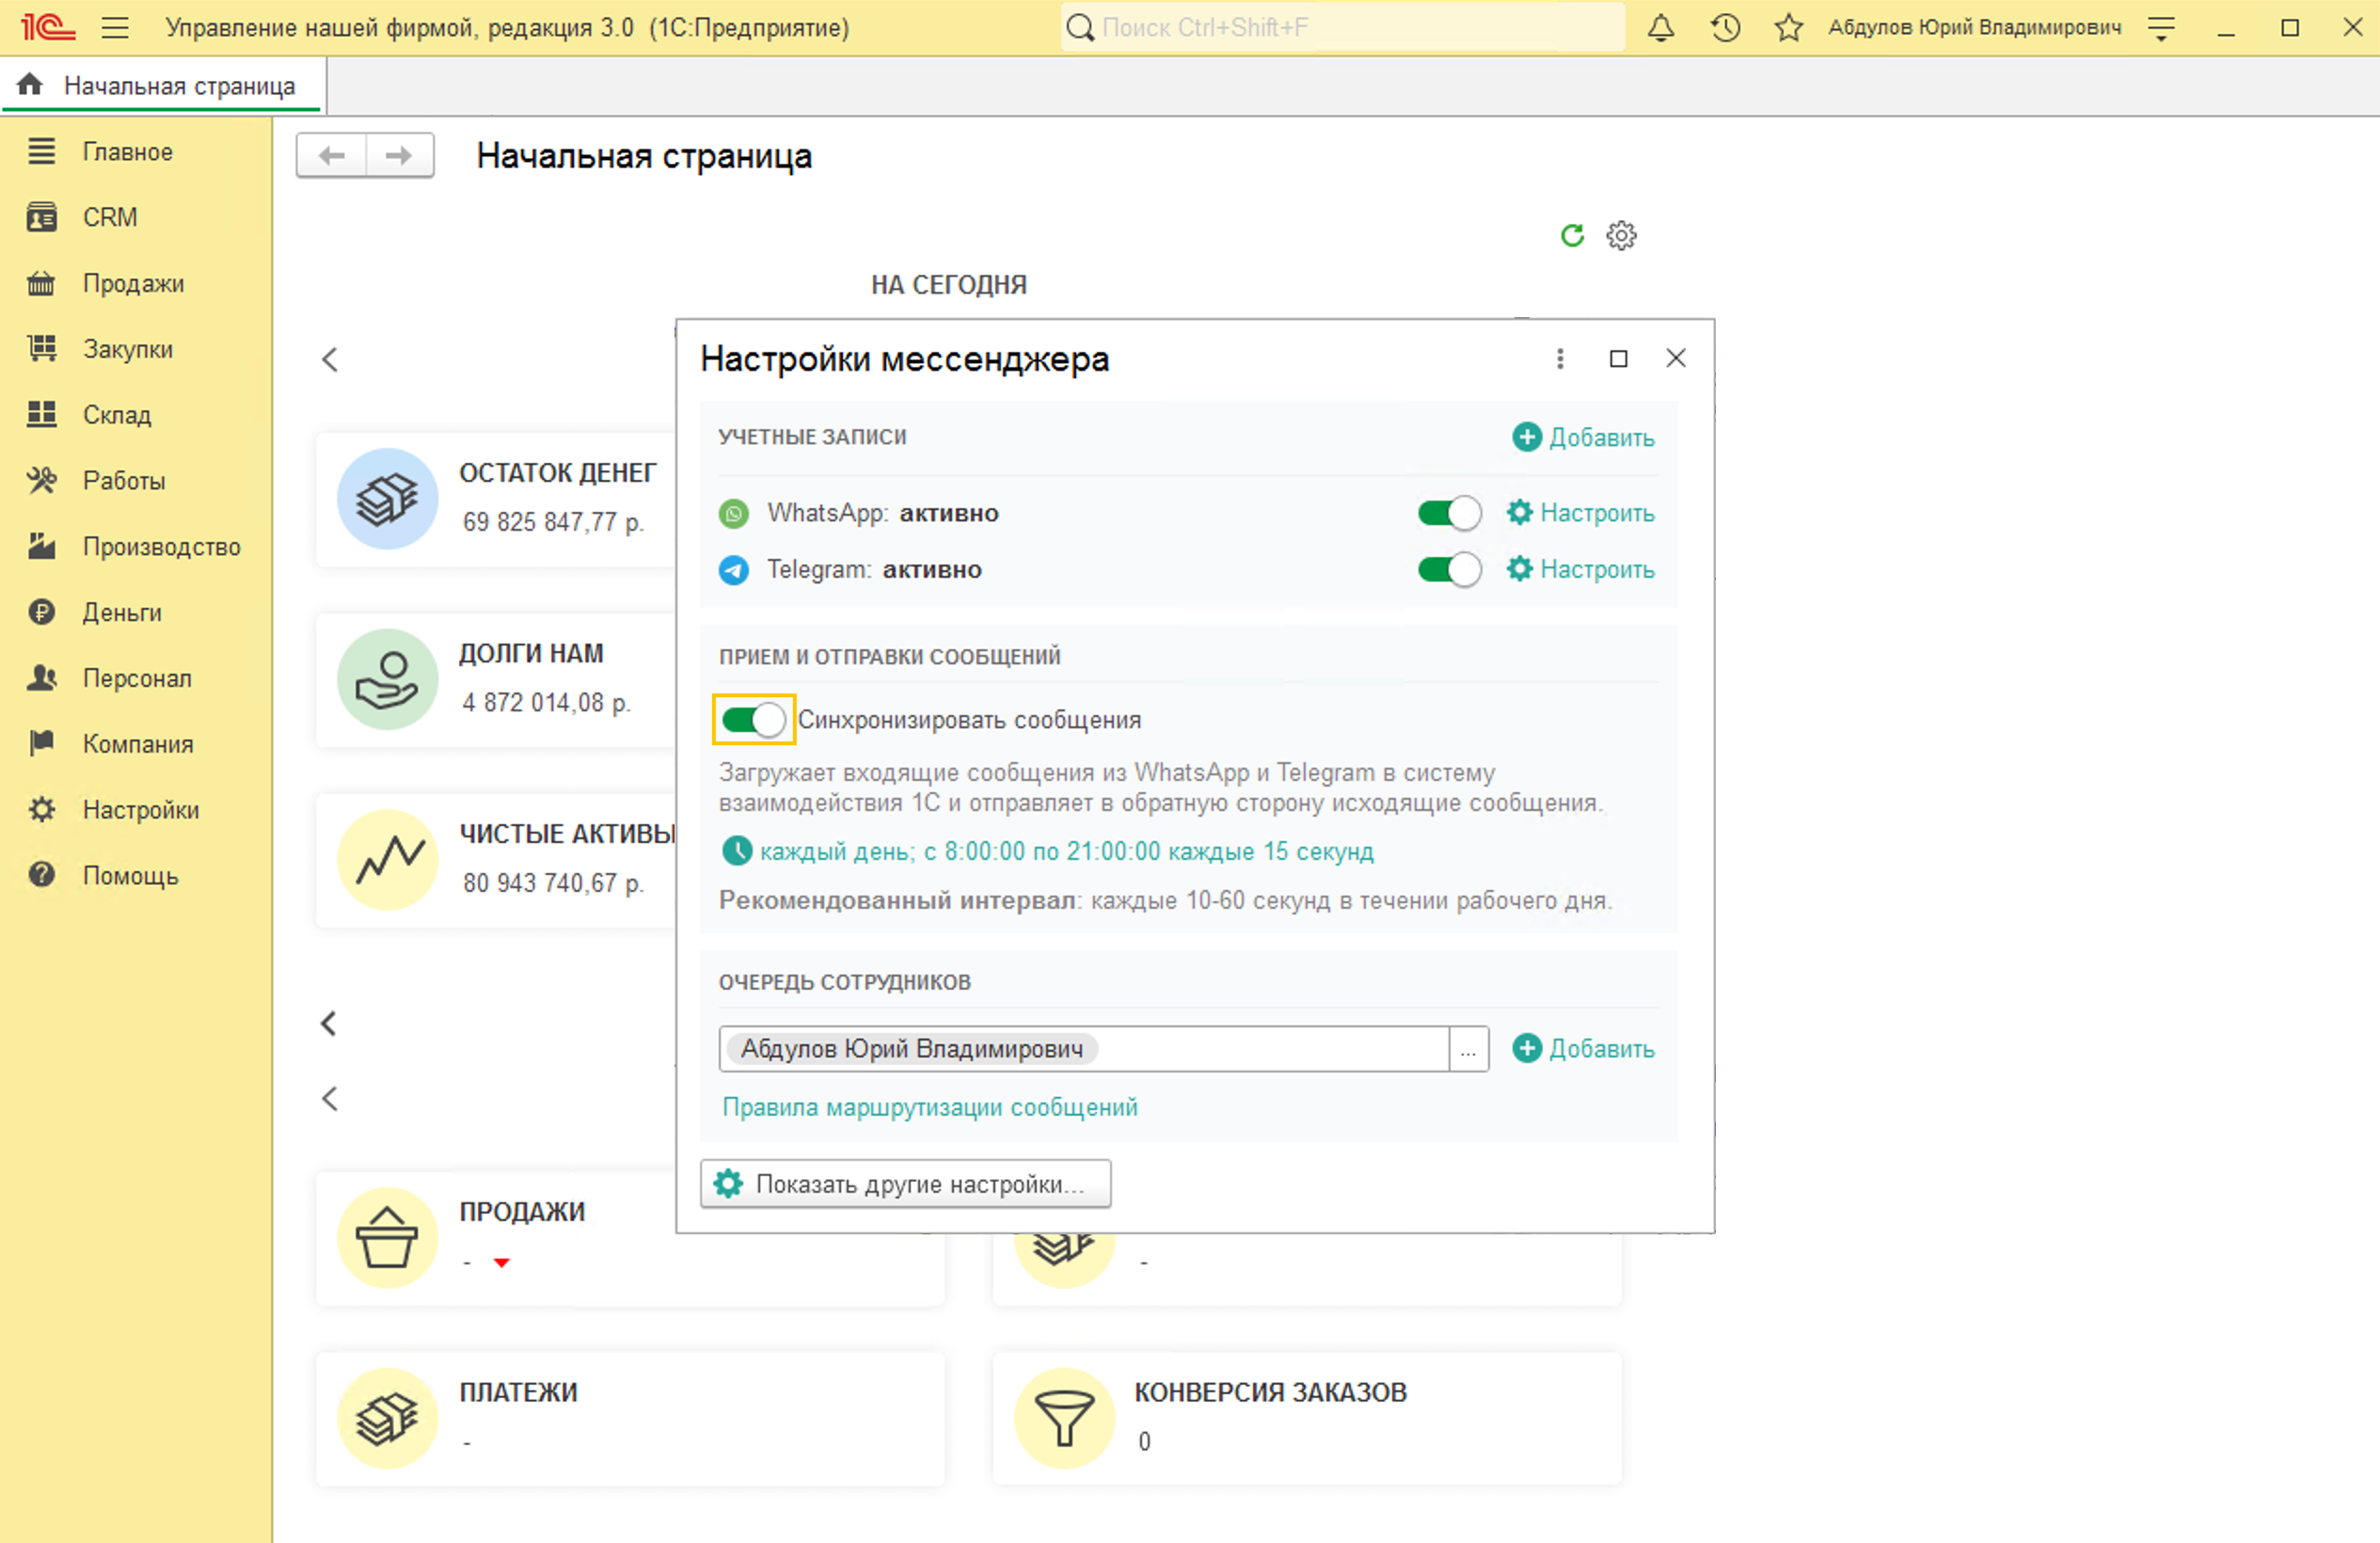 1С Управление нашей фирмой, редакция 3.0 (1С:Предприятие) Поиск Ctrl+Shift+F Абдулов Юрий Владимирович
Начальная страница
Главное
CRM
Продажи
Закупки
Склад
Работы
Производство
Деньги
Персонал
Компания
Настройки
Помощь
Начальная страница
НА СЕГОДНЯ
ОСТАТОК ДЕНЕГ
69 825 847,77 р.
ДОЛГИ НАМ
4 872 014,08 р.
ЧИСТЫЕ АКТИВЫ
80 943 740,67 р.
Настройки мессенджера
УЧЕТНЫЕ ЗАПИСИ Добавить
WhatsApp: активно Настроить
Telegram: активно Настроить
ПРИЕМ И ОТПРАВКИ СООБЩЕНИЙ
Синхронизировать сообщения
Загружает входящие сообщения из WhatsApp и Telegram в систему
взаимодействия 1С и отправляет в обратную сторону исходящие сообщения.
каждый день; с 8:00:00 по 21:00:00 каждые 15 секунд
Рекомендованный интервал: каждые 10-60 секунд в течении рабочего дня.
ОЧЕРЕДЬ СОТРУДНИКОВ
Абдулов Юрий Владимирович ... Добавить
Правила маршрутизации сообщений
Показать другие настройки...
ПРОДАЖИ
-
-
ПЛАТЕЖИ
-
КОНВЕРСИЯ ЗАКАЗОВ
0